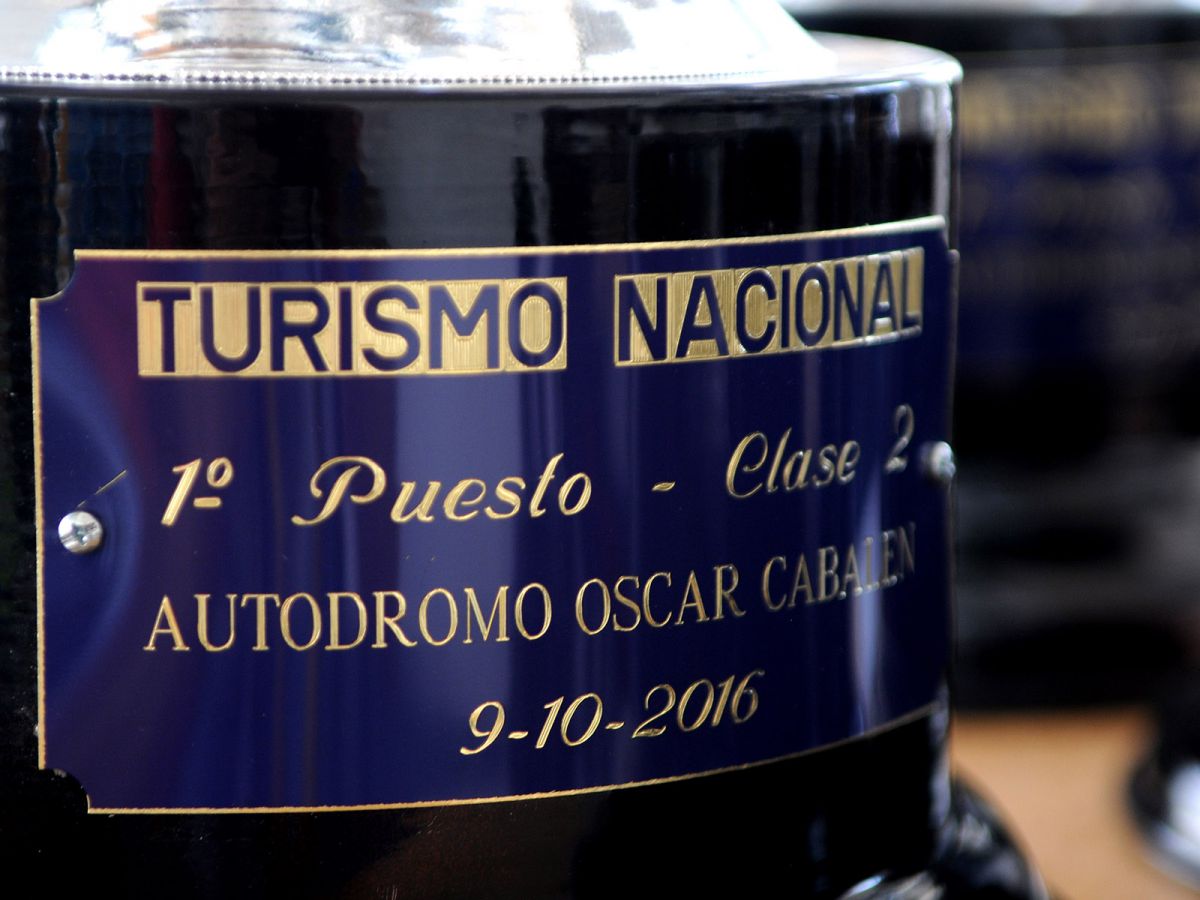 TURISMO NACIONAL
1º Puesto - Clase 2
AUTODROMO OSCAR CABALEN
9-10-2016